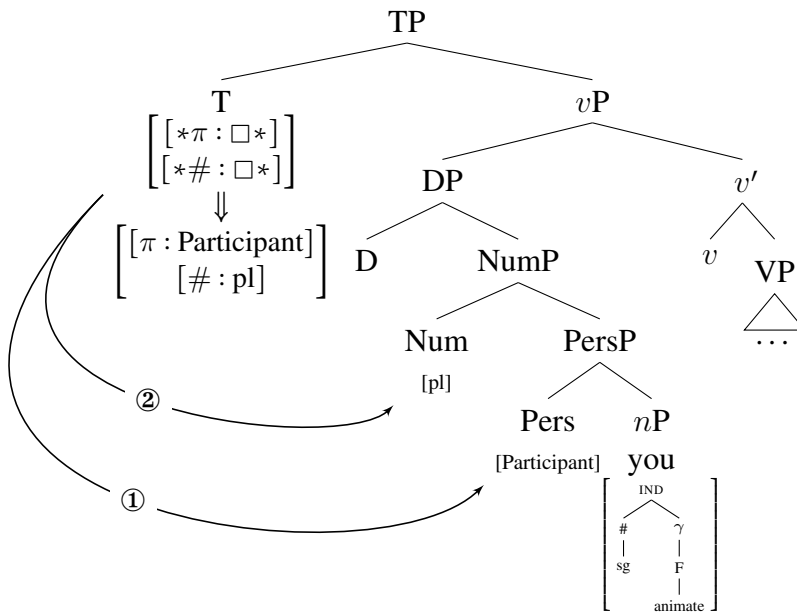 TP
T vP
[∗π : □∗]
[∗# : □∗]
⇓
[π : Participant]
[# : pl]
DP v′
D NumP v VP
...
Num PersP
[pl]
②
Pers nP
[Participant] you
①
IND
# γ
sg F
animate